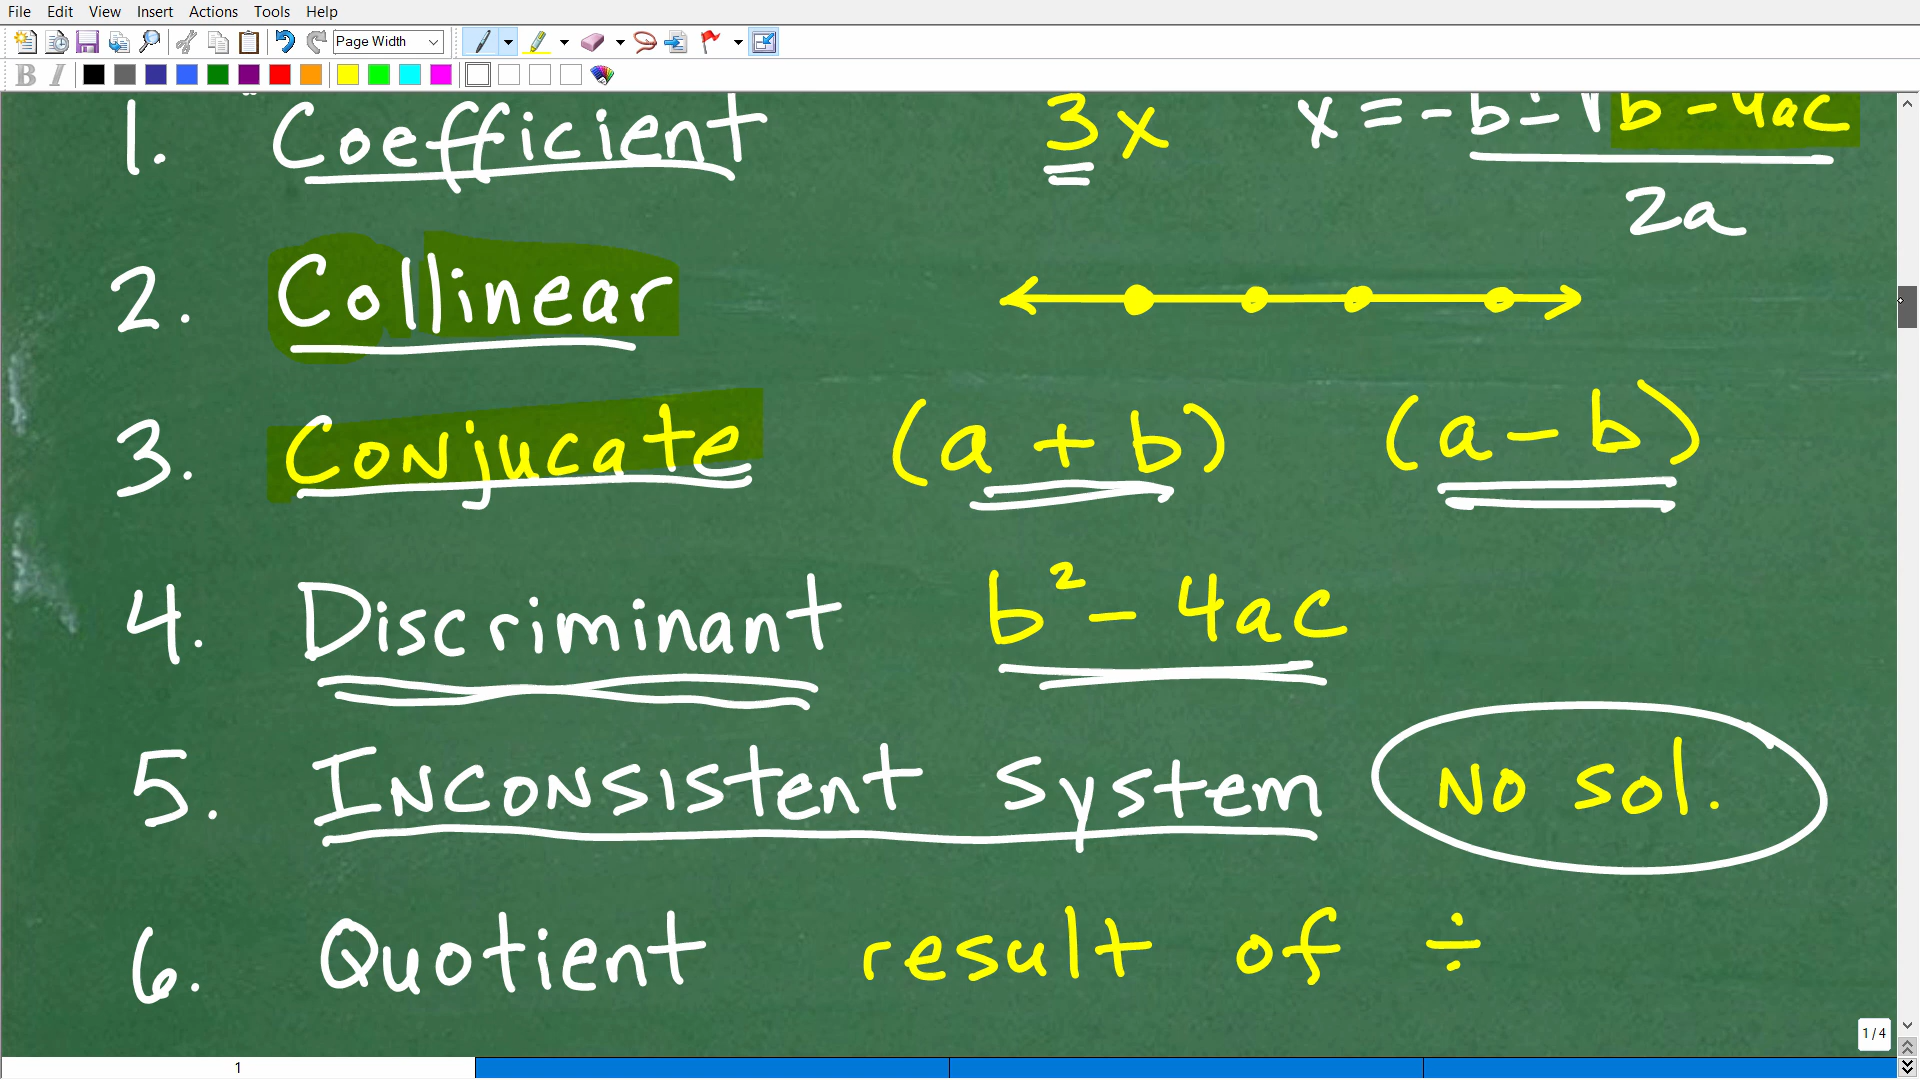 File Edit View Insert Actions Tools Help
Page Width
B I
1. Coefficient 3x x = -b ± √b - 4ac
2a
2. Collinear
3. Conjucate (a + b) (a - b)
4. Discriminant b² - 4ac
5. Inconsistent System No sol.
6. Quotient result of ÷
1 / 4
1